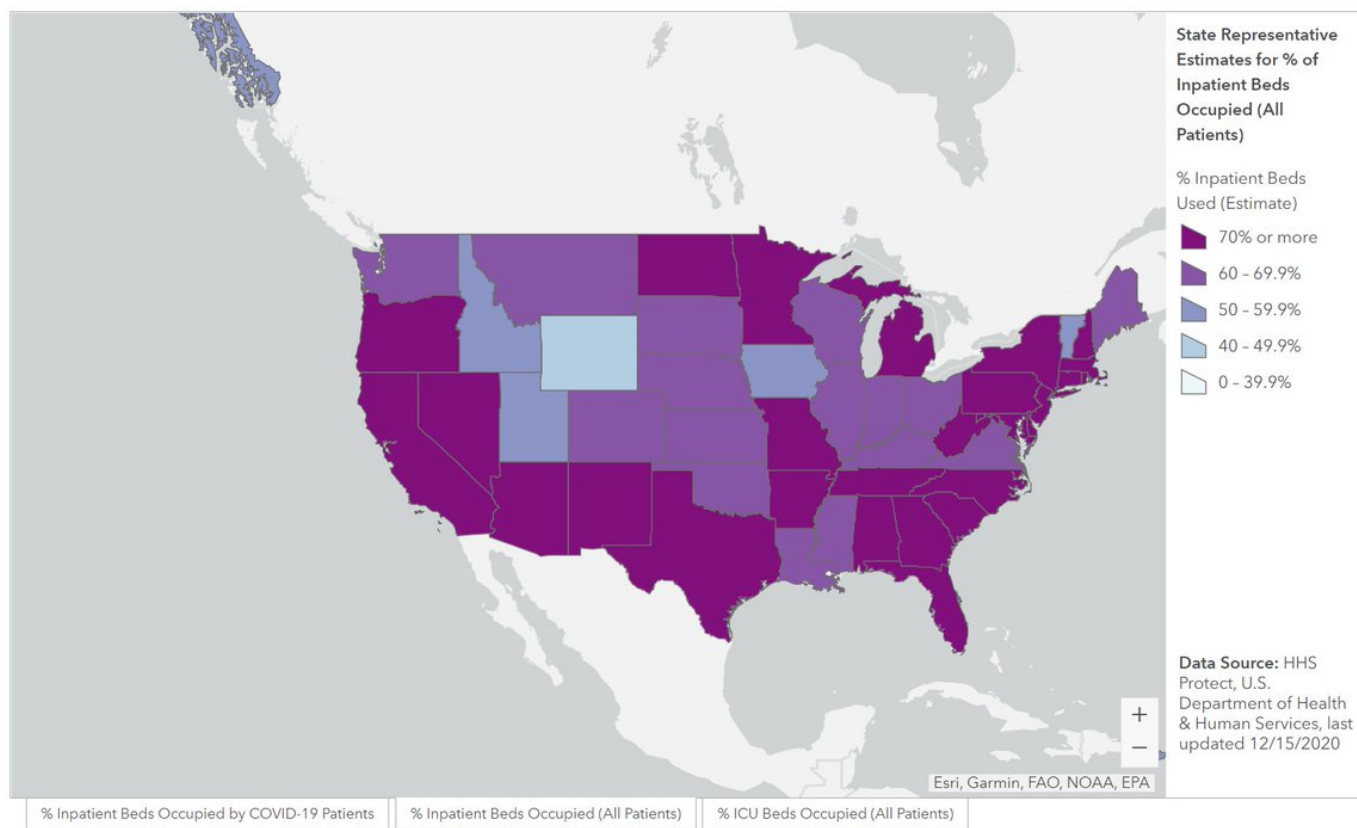 State Representative
Estimates for % of
Inpatient Beds
Occupied (All
Patients)
% Inpatient Beds
Used (Estimate)
70% or more
60 – 69.9%
50 – 59.9%
40 – 49.9%
0 – 39.9%
Data Source: HHS
Protect, U.S.
Department of Health
& Human Services, last
updated 12/15/2020
+
−
Esri, Garmin, FAO, NOAA, EPA
% Inpatient Beds Occupied by COVID-19 Patients
% Inpatient Beds Occupied (All Patients)
% ICU Beds Occupied (All Patients)